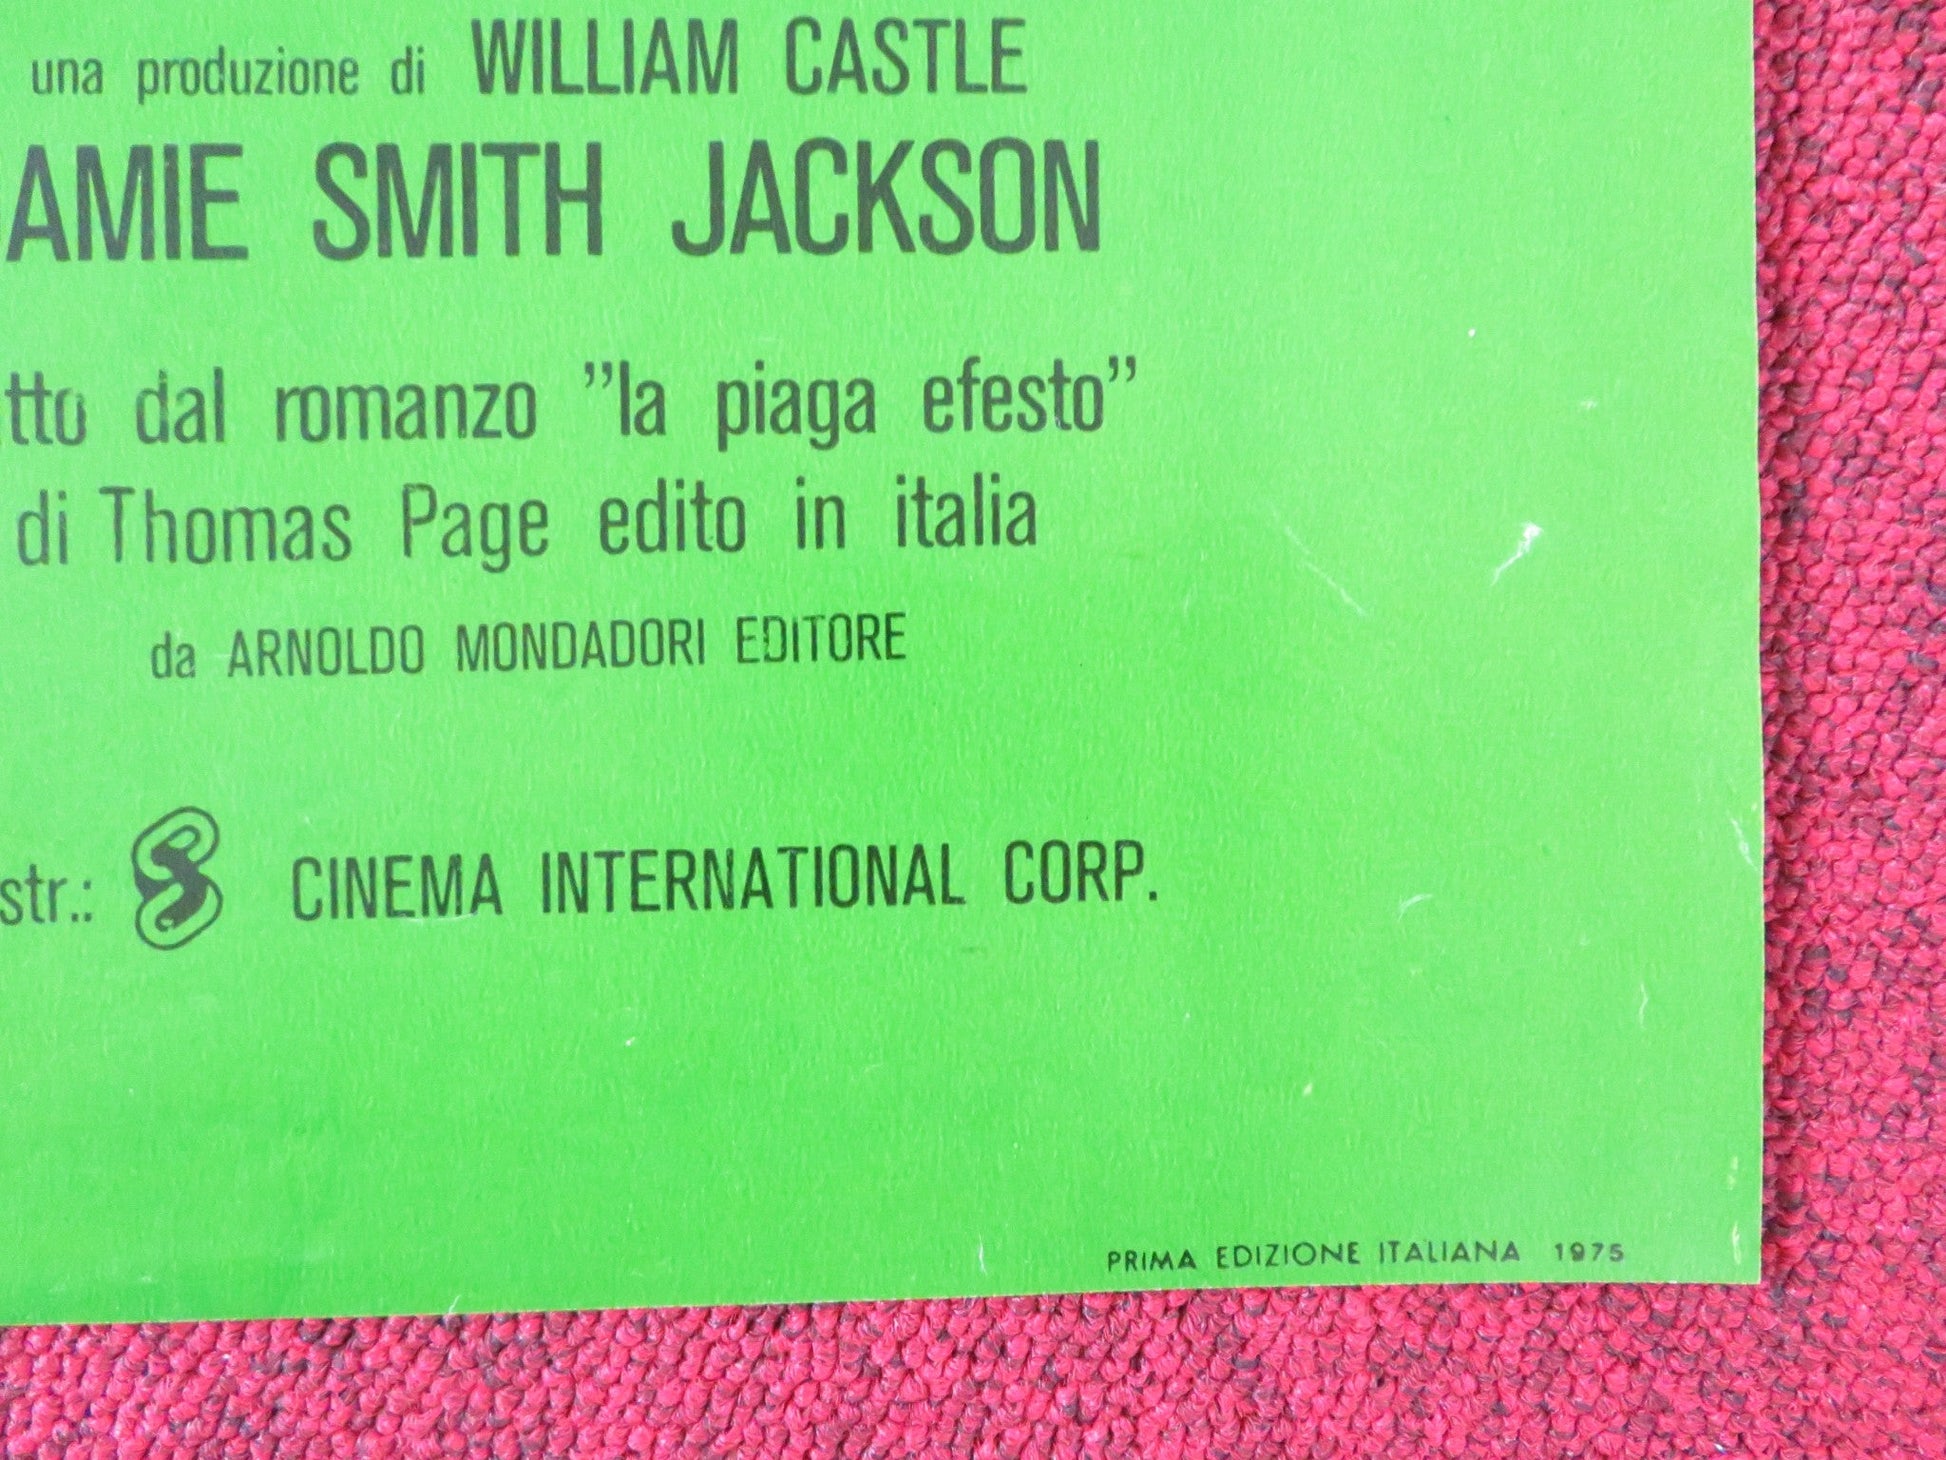 una produzione di WILLIAM CASTLE
AMIE SMITH JACKSON
tto dal romanzo ”la piaga efesto”
di Thomas Page edito in italia
da ARNOLDO MONDADORI EDITORE
str.: CINEMA INTERNATIONAL CORP.
PRIMA EDIZIONE ITALIANA 1975